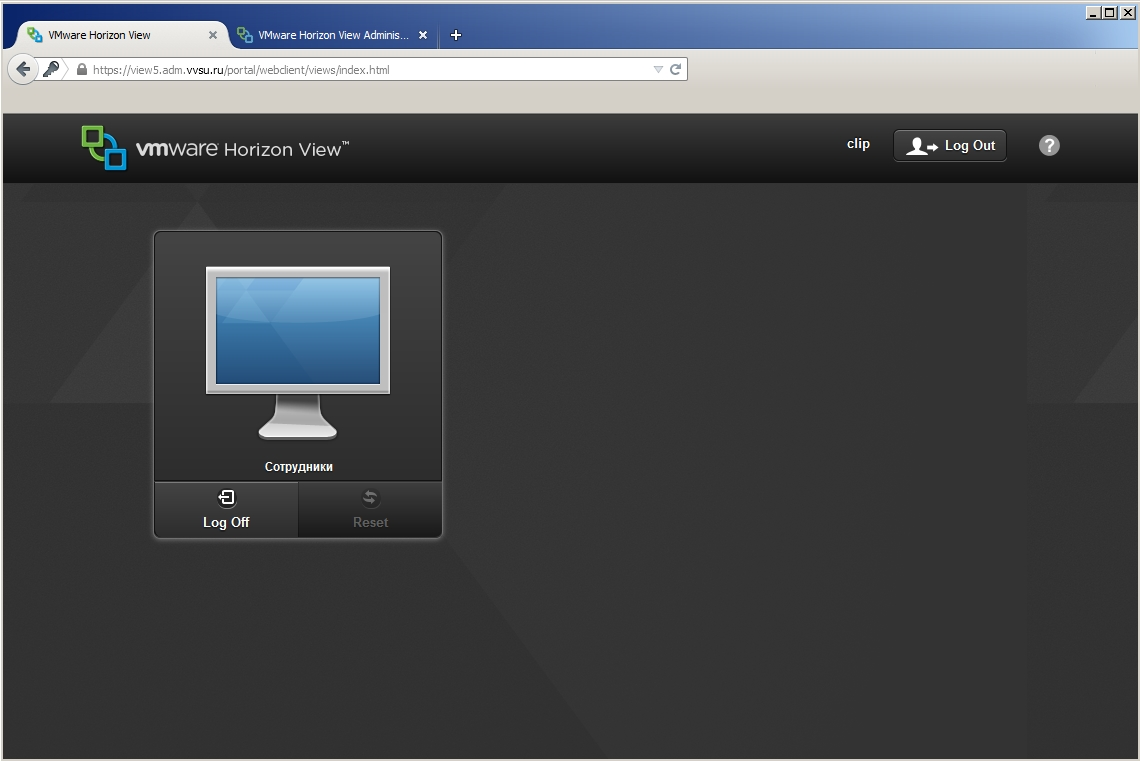 VMware Horizon View
VMware Horizon View Adminis...
https://view5.adm.vvsu.ru/portal/webclient/views/index.html
vmware Horizon View™
clip
Log Out
?
Сотрудники
Log Off
Reset